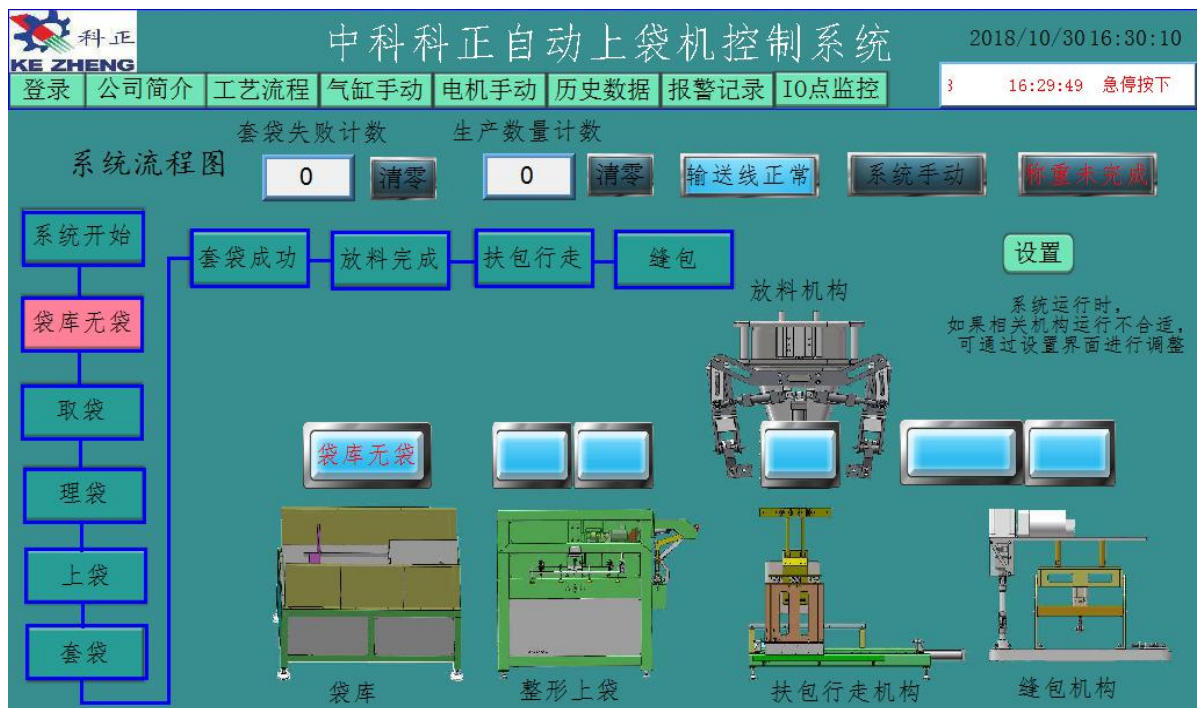 科正
KE ZHENG
中科科正自动上袋机控制系统
2018/10/30 16:30:10
登录 公司简介 工艺流程 气缸手动 电机手动 历史数据 报警记录 IO点监控
16:29:49 急停按下
系统流程图
套袋失败计数
生产数量计数
0 清零
0 清零
输送线正常
系统手动
称重未完成
系统开始
袋库无袋
取袋
理袋
上袋
套袋
套袋成功
放料完成
扶包行走
缝包
设置
系统运行时,
如果相关机构运行不合适,
可通过设置界面进行调整
放料机构
袋库无袋
袋库
整形上袋
扶包行走机构
缝包机构